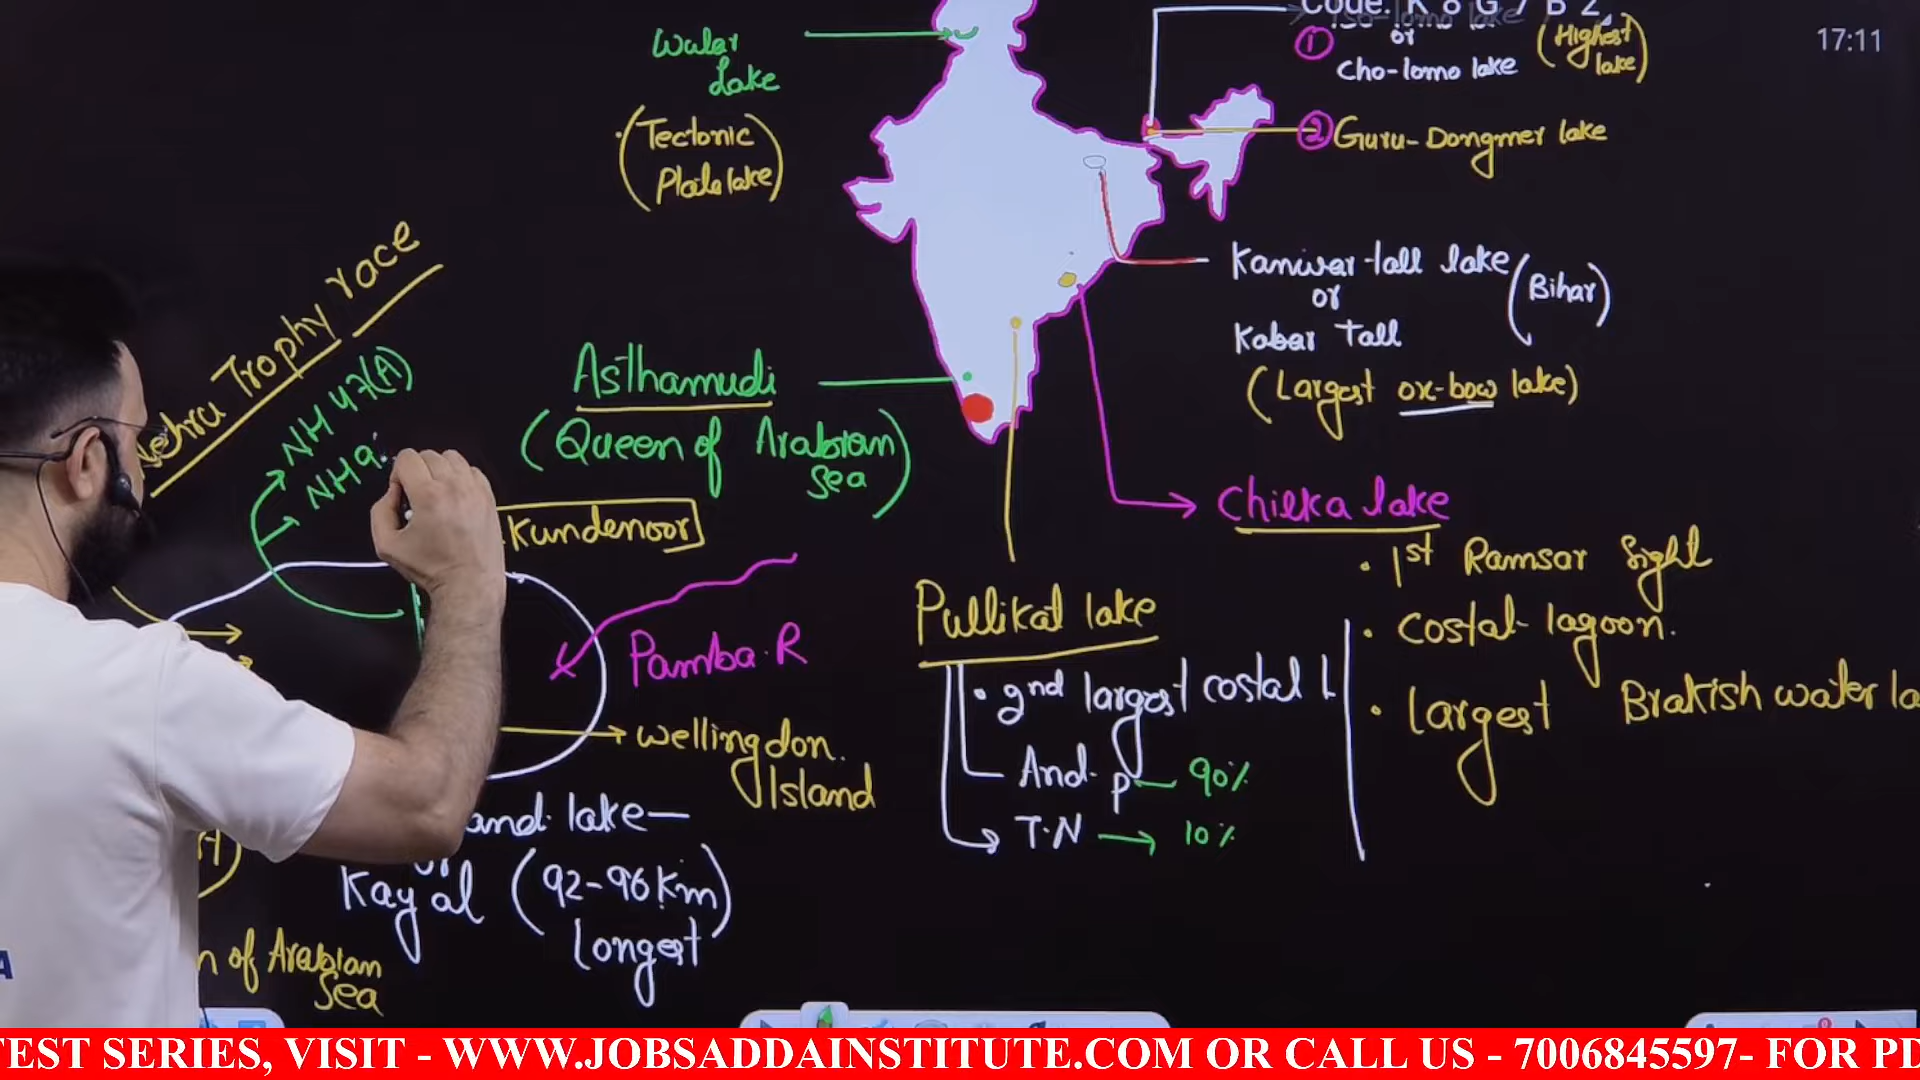 Code: K 8 G 7 B 2
Tso-lomo lake
or
① Cho-lomo lake (Highest lake)
17:11
Wular
Lake
(Tectonic
Plate lake)
② Guru-Dongmer lake
Kaniwar-tall lake
or
Kabar Tall
(Bihar)
(Largest ox-bow lake)
Nehru Trophy race
NH 47(A)
NH 9
Asthamudi
(Queen of Arabian
Sea)
Kundenoor
Chilka lake
• 1st Ramsar Sight
• Costal-lagoon.
• Largest Brakish water la
Pamba.R
Pullikat lake
• 2nd largest costal L
And. P — 90%
T.N → 10%
wellingdon.
Island
and. lake—
or
Kayal (92-96Km)
Longest
n of Arabian
Sea
A
TEST SERIES, VISIT - WWW.JOBSADDAINSTITUTE.COM OR CALL US - 7006845597- FOR PD